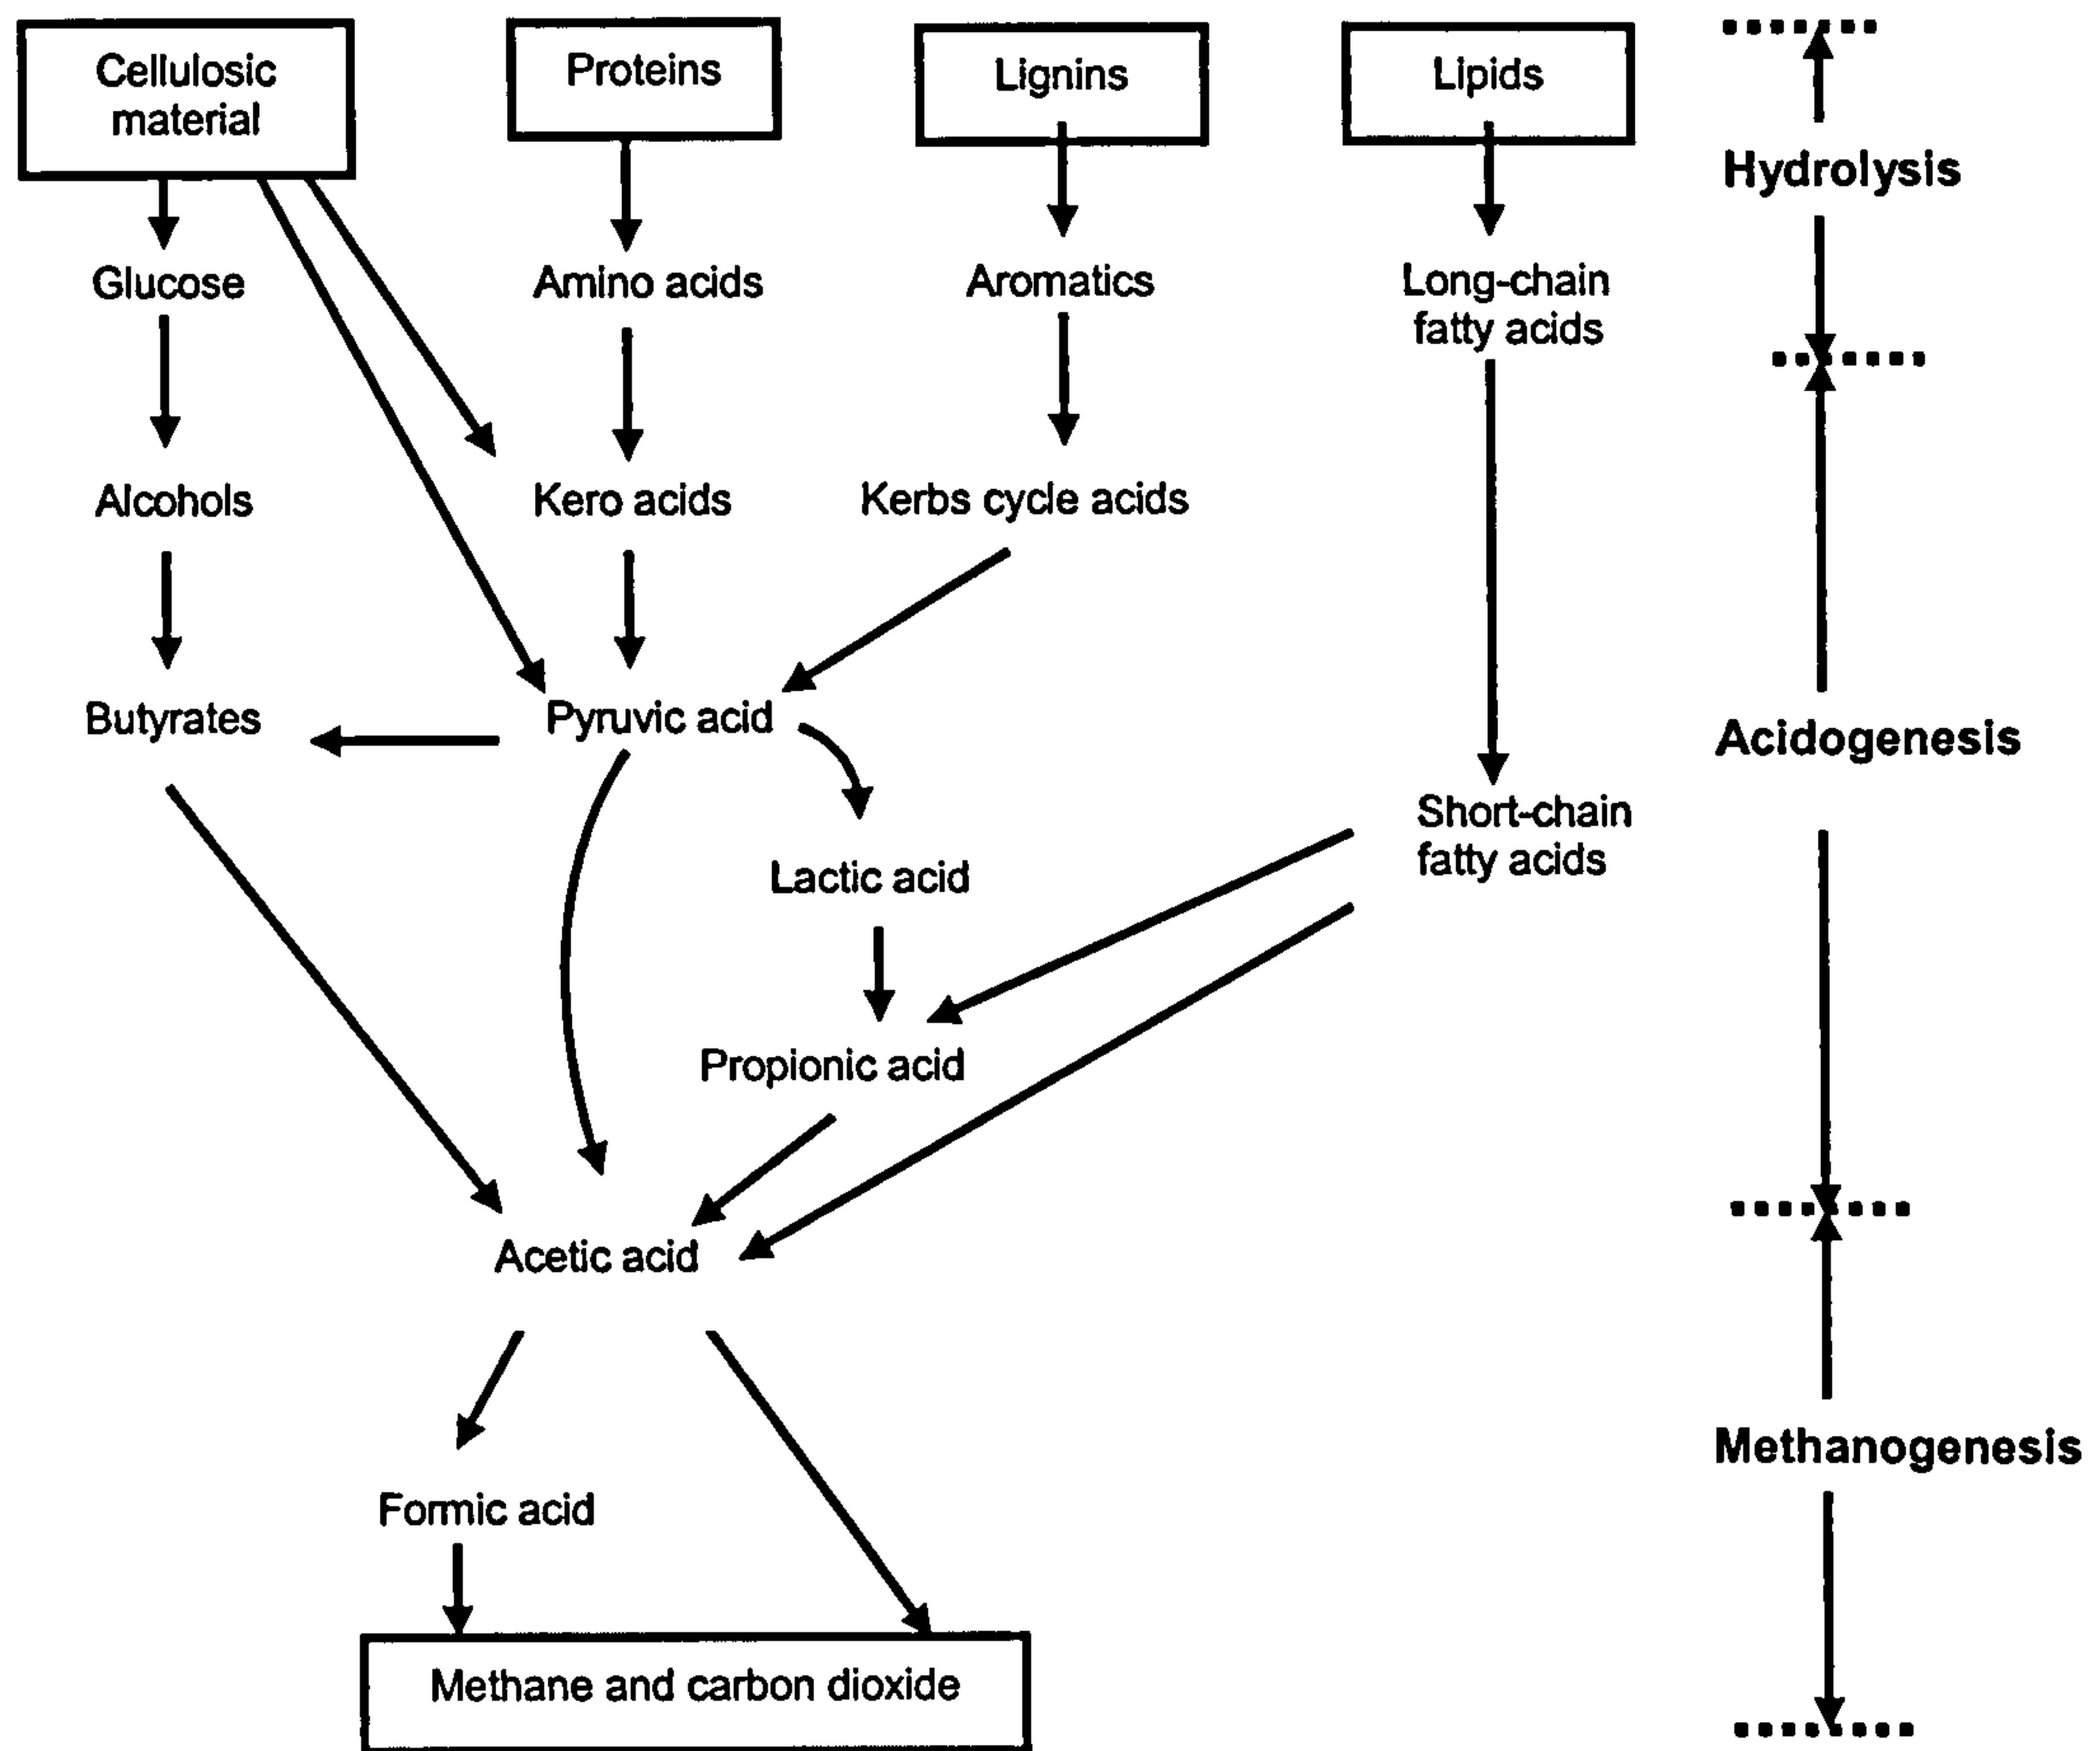 Cellulosic
material
Proteins
Lignins
Lipids
Hydrolysis
Glucose
Amino acids
Aromatics
Long-chain
fatty acids
Alcohols
Kero acids
Kerbs cycle acids
Butyrates
Pyruvic acid
Acidogenesis
Short-chain
fatty acids
Lactic acid
Propionic acid
Acetic acid
Methanogenesis
Formic acid
Methane and carbon dioxide